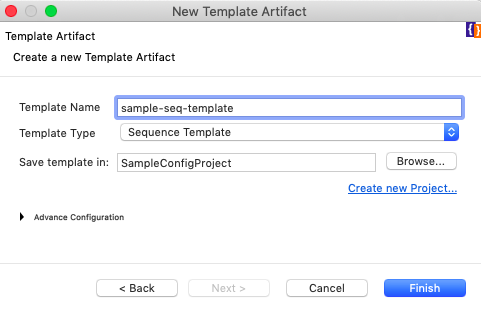 New Template Artifact
Template Artifact
Create a new Template Artifact
Template Name sample-seq-template
Template Type Sequence Template
Save template in: SampleConfigProject Browse...
Create new Project...
Advance Configuration
< Back Next > Cancel Finish